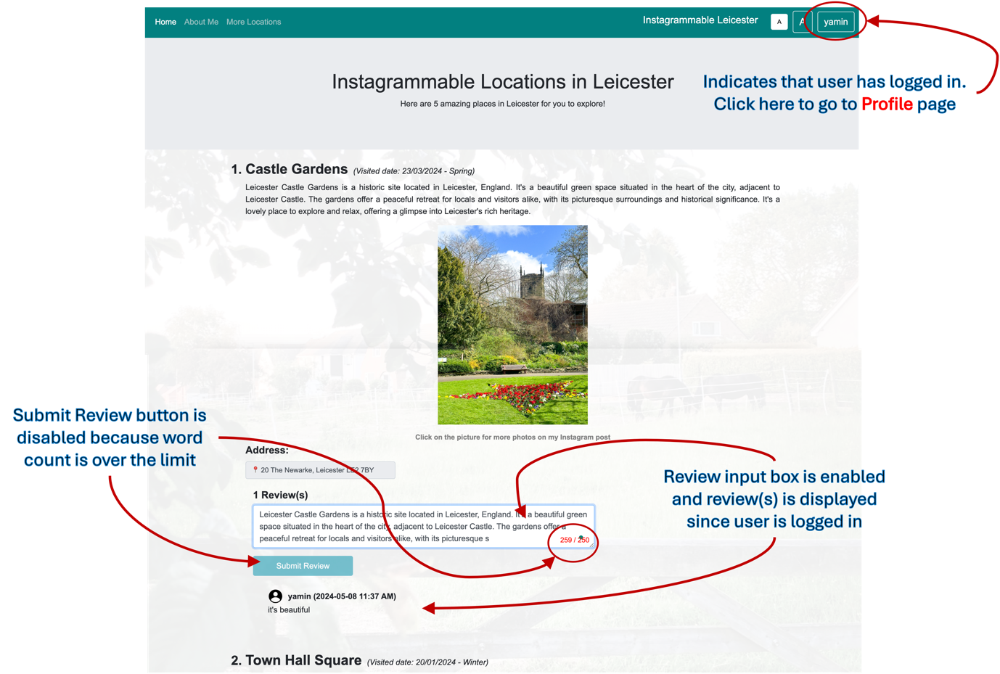 Home About Me More Locations
Instagrammable Leicester A A yamin
Indicates that user has logged in.
Click here to go to Profile page
Instagrammable Locations in Leicester
Here are 5 amazing places in Leicester for you to explore!
1. Castle Gardens (Visited date: 23/03/2024 - Spring)
Leicester Castle Gardens is a historic site located in Leicester, England. It's a beautiful green space situated in the heart of the city, adjacent to
Leicester Castle. The gardens offer a peaceful retreat for locals and visitors alike, with its picturesque surroundings and historical significance. It's a
lovely place to explore and relax, offering a glimpse into Leicester's rich heritage.
Click on the picture for more photos on my Instagram post
Submit Review button is
disabled because word
count is over the limit
Address:
20 The Newarke, Leicester LE2 7BY
1 Review(s)
Leicester Castle Gardens is a historic site located in Leicester, England. It's a beautiful green
space situated in the heart of the city, adjacent to Leicester Castle. The gardens offer a
peaceful retreat for locals and visitors alike, with its picturesque s
259 / 250
Review input box is enabled
and review(s) is displayed
since user is logged in
Submit Review
yamin (2024-05-08 11:37 AM)
it's beautiful
2. Town Hall Square (Visited date: 20/01/2024 - Winter)